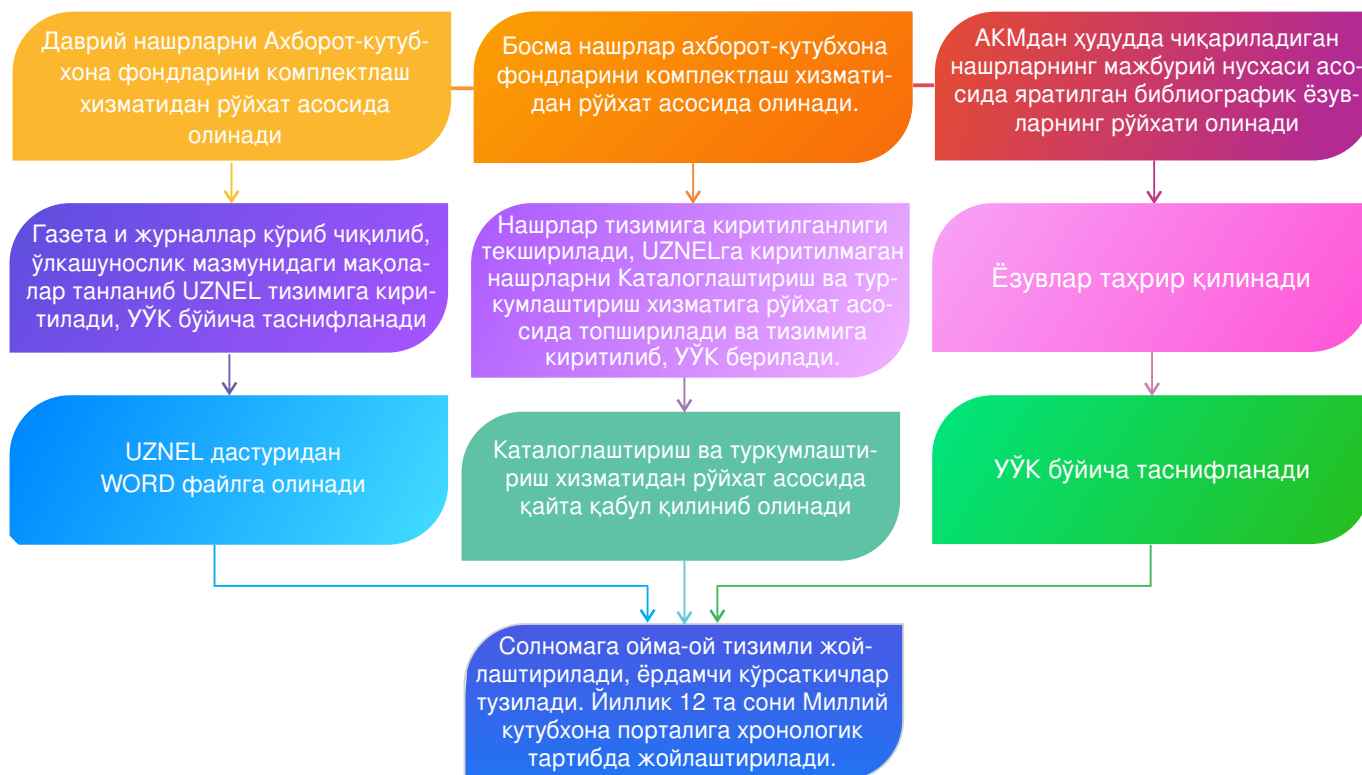 Даврий нашрларни Ахборот-кутуб-
хона фондларини комплектлаш
хизматидан рўйхат асосида
олинади
Босма нашрлар ахборот-кутубхона
фондларини комплектлаш хизмати-
дан рўйхат асосида олинади.
АКМдан ҳудудда чиқариладиган
нашрларнинг мажбурий нусхаси асо-
сида яратилган библиографик ёзув-
ларнинг рўйхати олинади
Газета и журналлар кўриб чиқилиб,
ўлкашунослик мазмунидаги мақола-
лар танланиб UZNEL тизимига кири-
тилади, УЎК бўйича таснифланади
Нашрлар тизимига киритилганлиги
текширилади, UZNELга киритилмаган
нашрларни Каталоглаштириш ва тур-
кумлаштириш хизматига рўйхат асо-
сида топширилади ва тизимига
киритилиб, УЎК берилади.
Ёзувлар таҳрир қилинади
UZNEL дастуридан
WORD файлга олинади
Каталоглаштириш ва туркумлашти-
риш хизматидан рўйхат асосида
қайта қабул қилиниб олинади
УЎК бўйича таснифланади
Солномага ойма-ой тизимли жой-
лаштирилади, ёрдамчи кўрсаткичлар
тузилади. Йиллик 12 та сони Миллий
кутубхона порталига хронологик
тартибда жойлаштирилади.